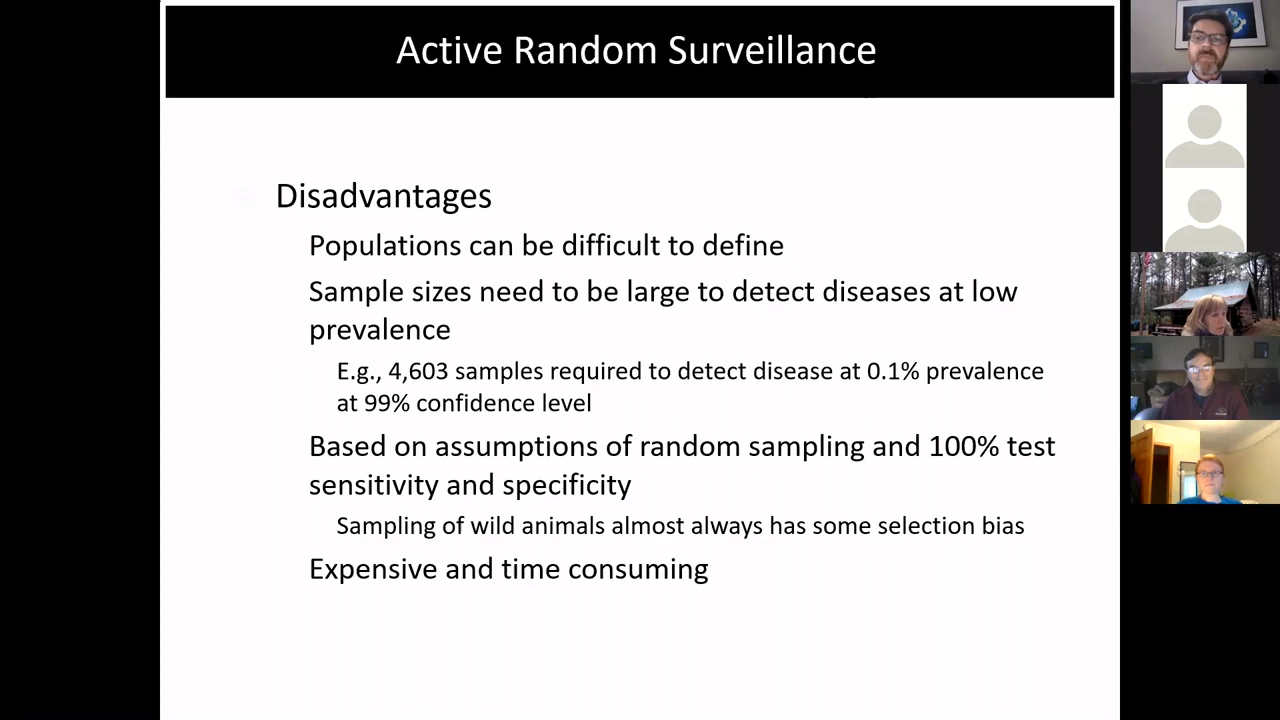 Active Random Surveillance
Disadvantages
Populations can be difficult to define
Sample sizes need to be large to detect diseases at low
prevalence
E.g., 4,603 samples required to detect disease at 0.1% prevalence
at 99% confidence level
Based on assumptions of random sampling and 100% test
sensitivity and specificity
Sampling of wild animals almost always has some selection bias
Expensive and time consuming